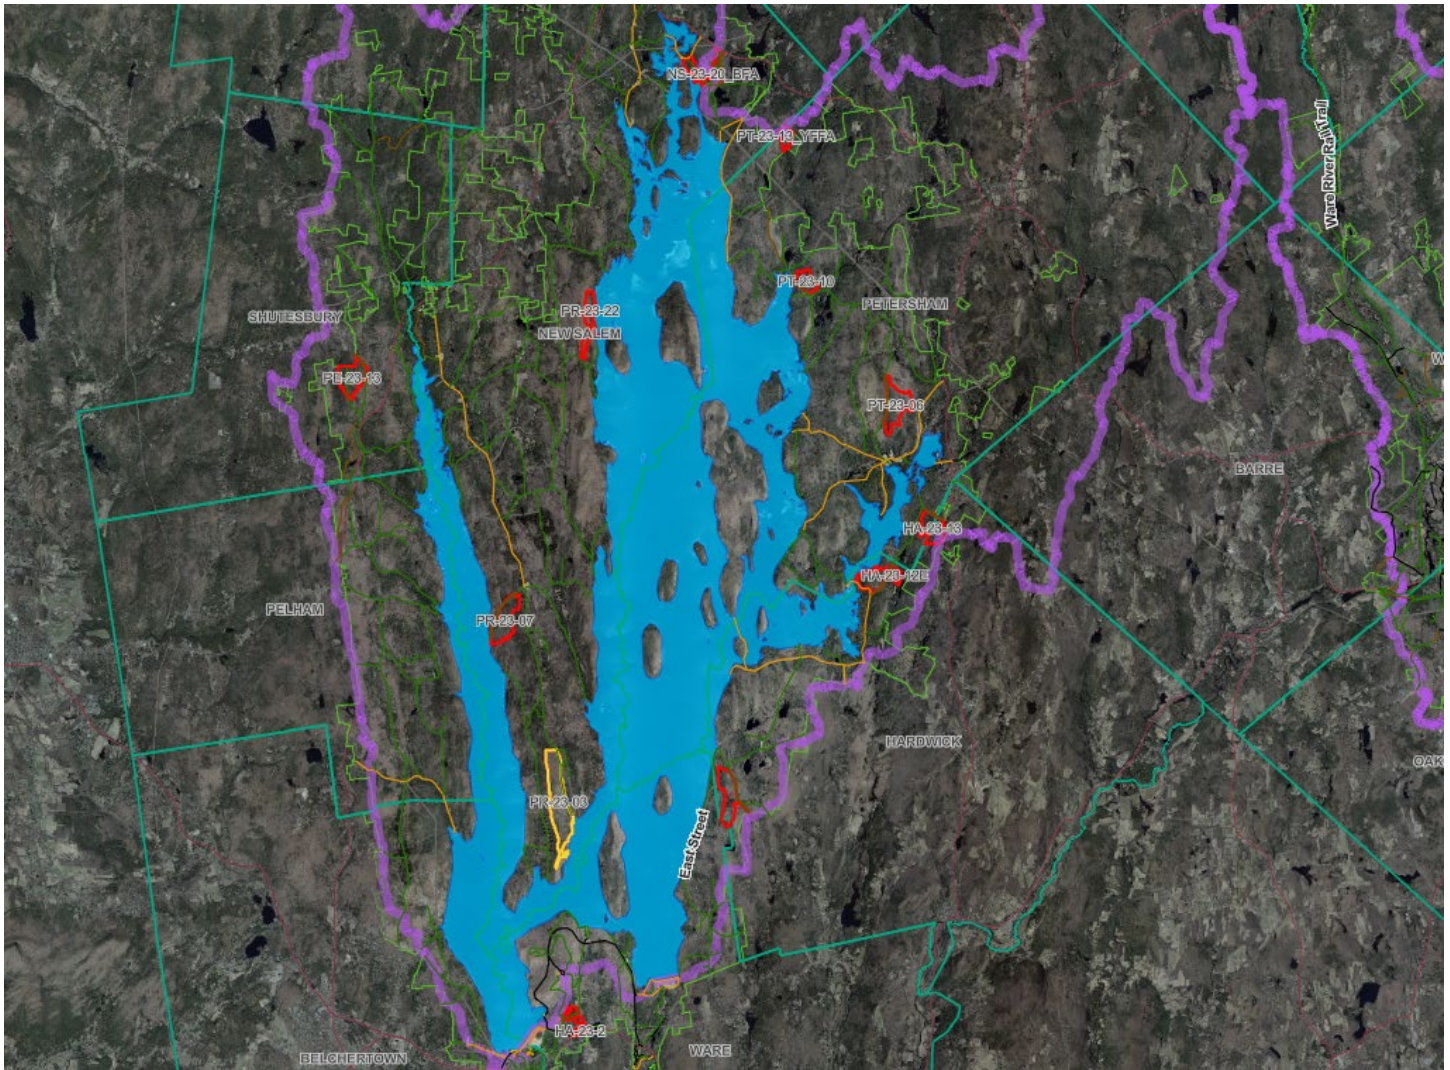 NS-23-20_BFA
PT-23-13_YFFA
Ware River Rail Trail
PT-23-10
PETERSHAM
PR-23-22
SHUTESBURY
NEW SALEM
PE-23-13
PT-23-06
BARRE
HA-23-13
HA-23-12E
PELHAM
PR-23-07
HARDWICK
OAK
PR-23-03
East Street
HA-23-2
WARE
BELCHERTOWN
W